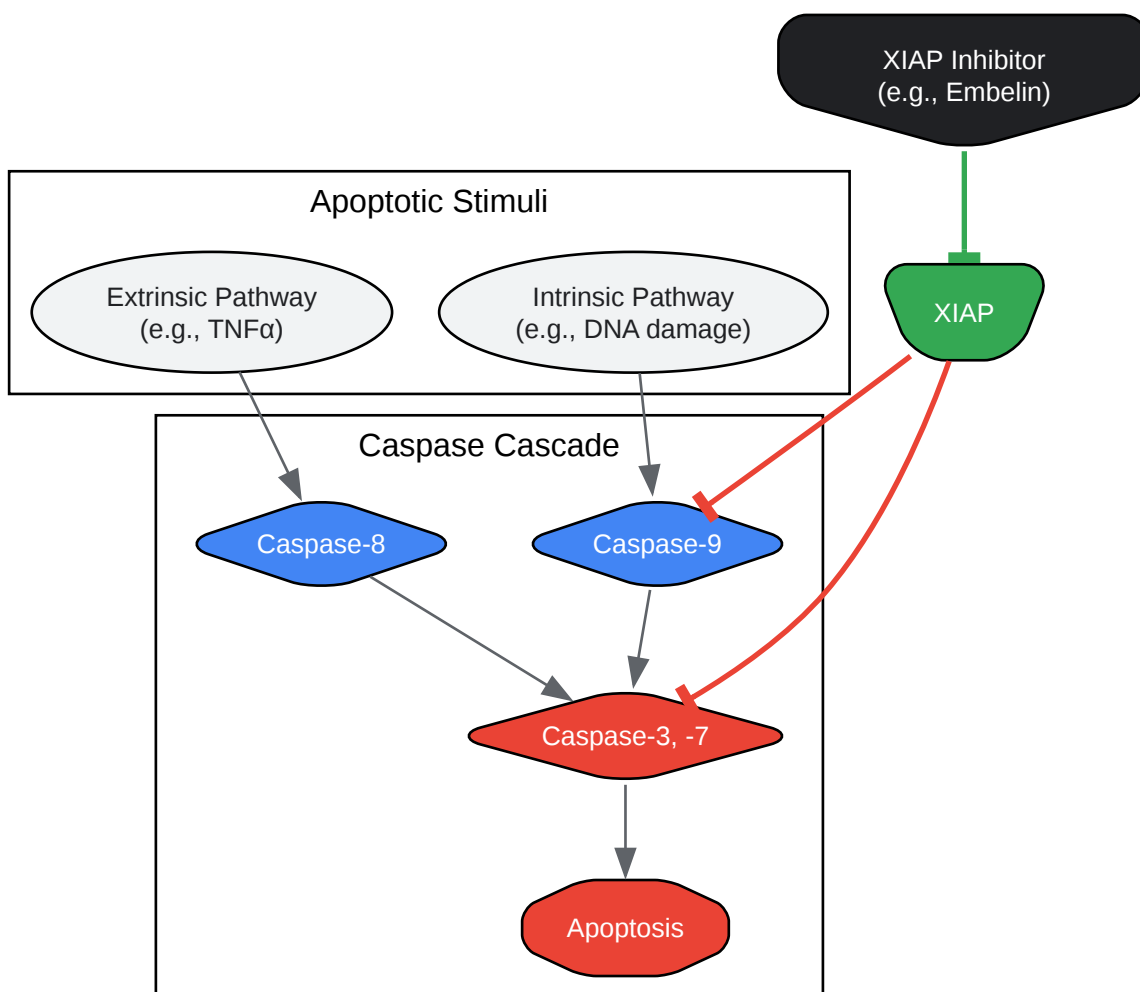 XIAP Inhibitor
(e.g., Embelin)
Apoptotic Stimuli
Extrinsic Pathway
(e.g., TNFα)
Intrinsic Pathway
(e.g., DNA damage)
XIAP
Caspase Cascade
Caspase-8
Caspase-9
Caspase-3, -7
Apoptosis